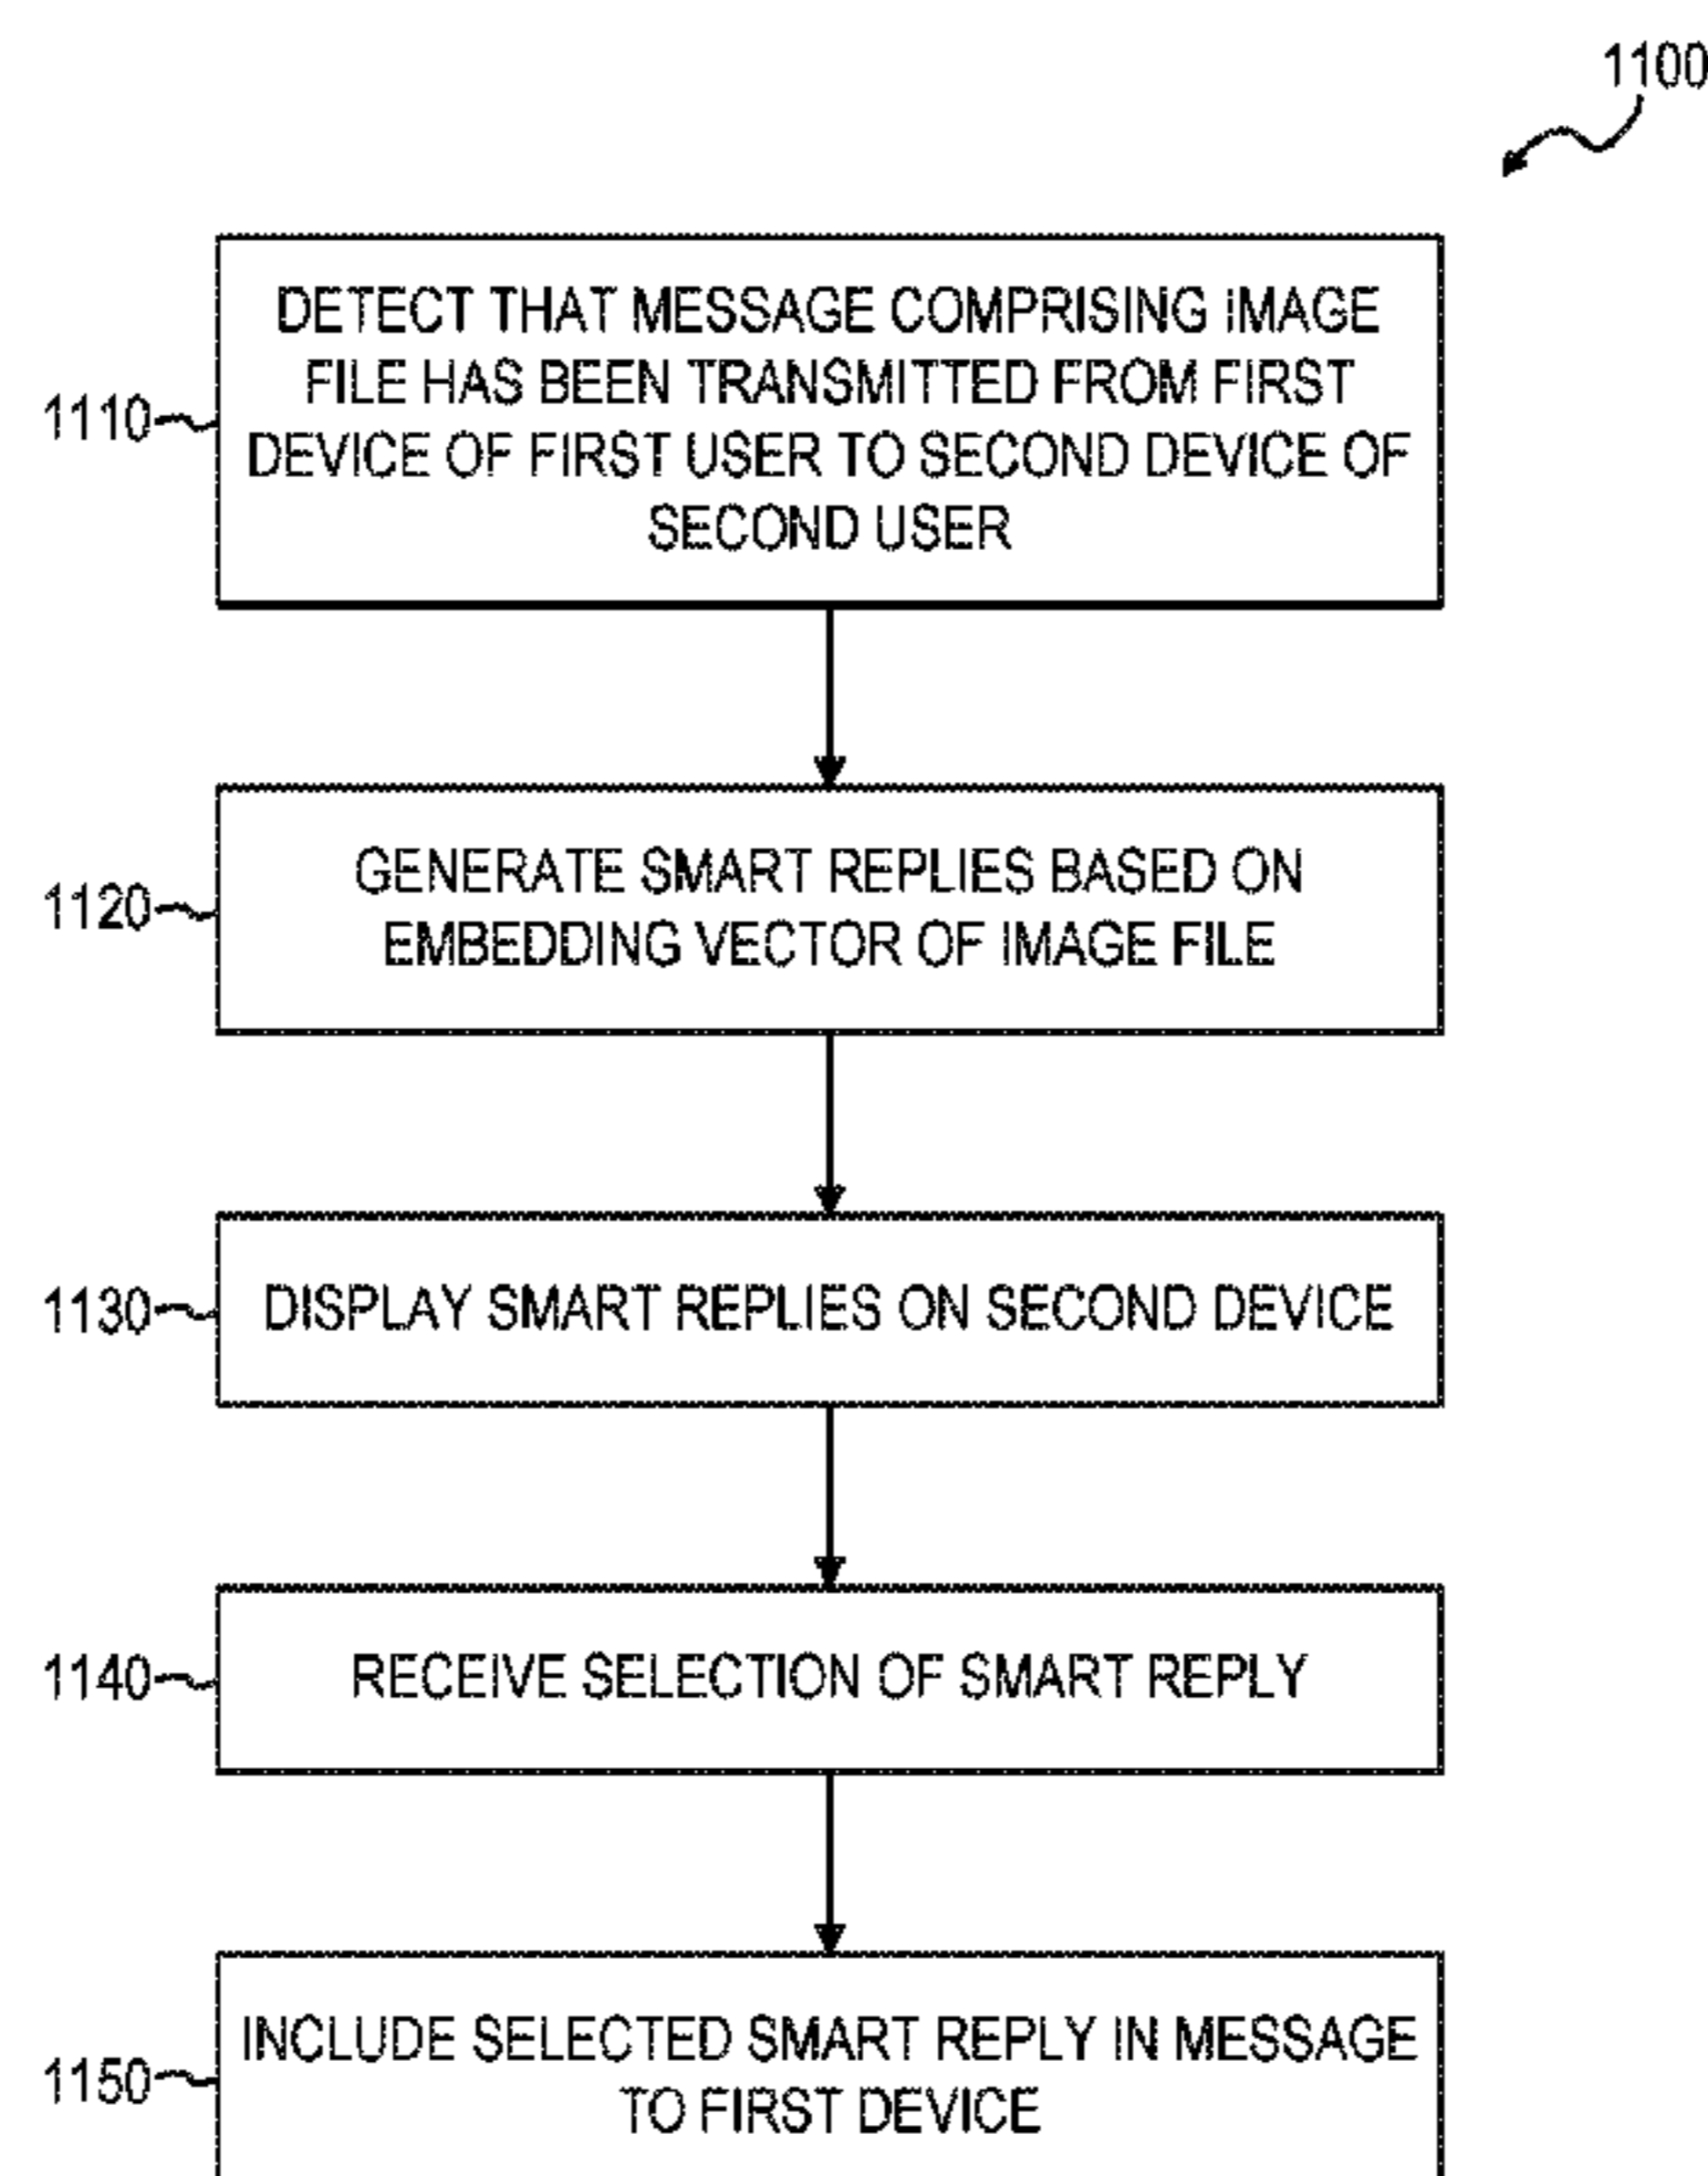 1100
DETECT THAT MESSAGE COMPRISING IMAGE
FILE HAS BEEN TRANSMITTED FROM FIRST
1110
DEVICE OF FIRST USER TO SECOND DEVICE OF
SECOND USER
GENERATE SMART REPLIES BASED ON
1120
EMBEDDING VECTOR OF IMAGE FILE
1130
DISPLAY SMART REPLIES ON SECOND DEVICE
1140
RECEIVE SELECTION OF SMART REPLY
INCLUDE SELECTED SMART REPLY IN MESSAGE
1150
TO FIRST DEVICE